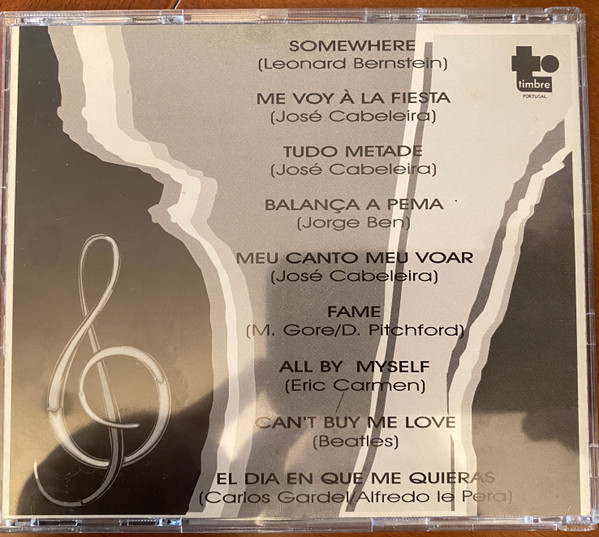 SOMEWHERE
(Leonard Bernstein)
timbre
PORTUGAL
ME VOY À LA FIESTA
(José Cabeleira)
TUDO METADE
(José Cabeleira)
BALANÇA A PEMA
(Jorge Ben)
MEU CANTO MEU VOAR
(José Cabeleira)
FAME
(M. Gore/D. Pitchford)
ALL BY MYSELF
(Eric Carmen)
CAN'T BUY ME LOVE
(Beatles)
EL DIA EN QUE ME QUIERAS
(Carlos Gardel Alfredo le Pera)